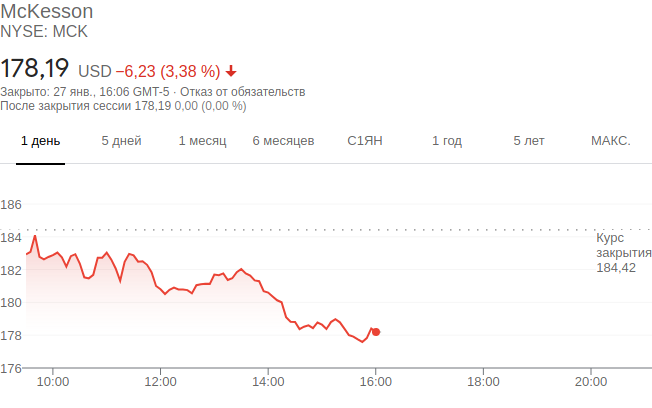 McKesson
NYSE: MCK
178,19 USD −6,23 (3,38 %)
Закрыто: 27 янв., 16:06 GMT-5 · Отказ от обязательств
После закрытия сессии 178,19 0,00 (0,00 %)
1 день 5 дней 1 месяц 6 месяцев С1ЯН 1 год 5 лет МАКС.
186
184
182
180
178
176
Курс
закрытия
184,42
10:00 12:00 14:00 16:00 18:00 20:00